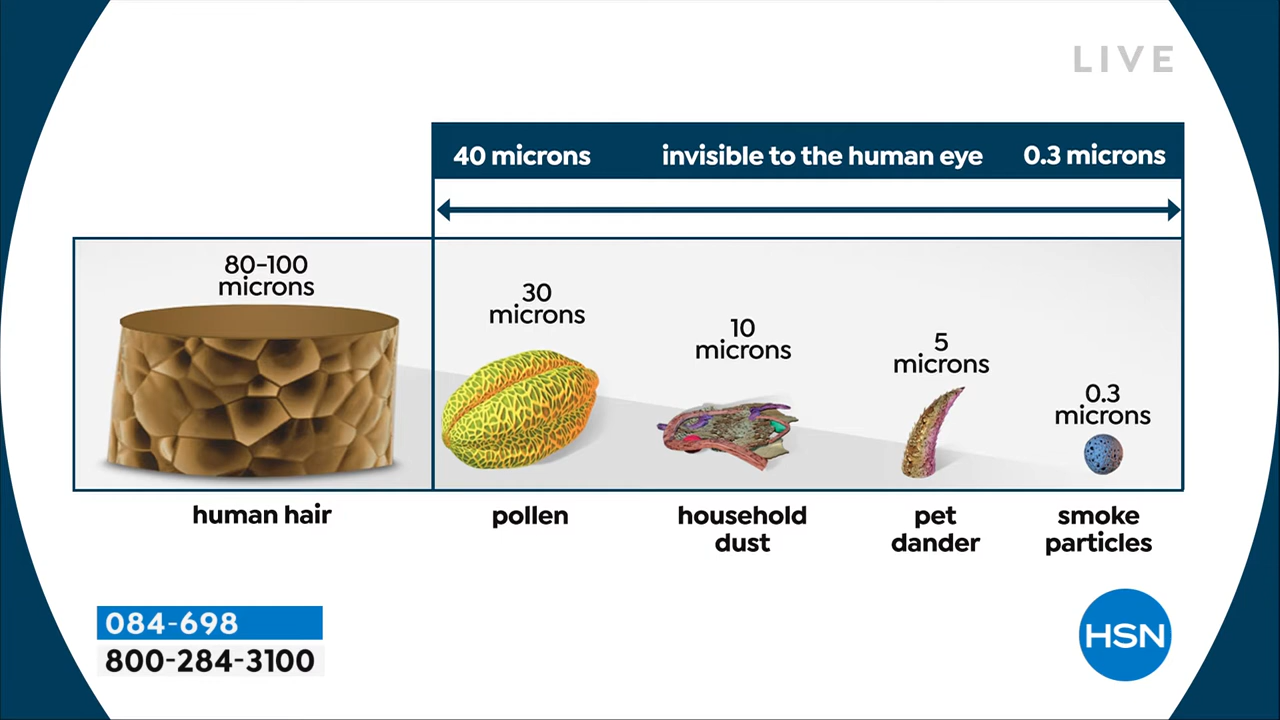 LIVE
40 microns
invisible to the human eye
0.3 microns
80-100
microns
30
microns
10
microns
5
microns
0.3
microns
human hair
pollen
household
dust
pet
dander
smoke
particles
084-698
800-284-3100
HSN